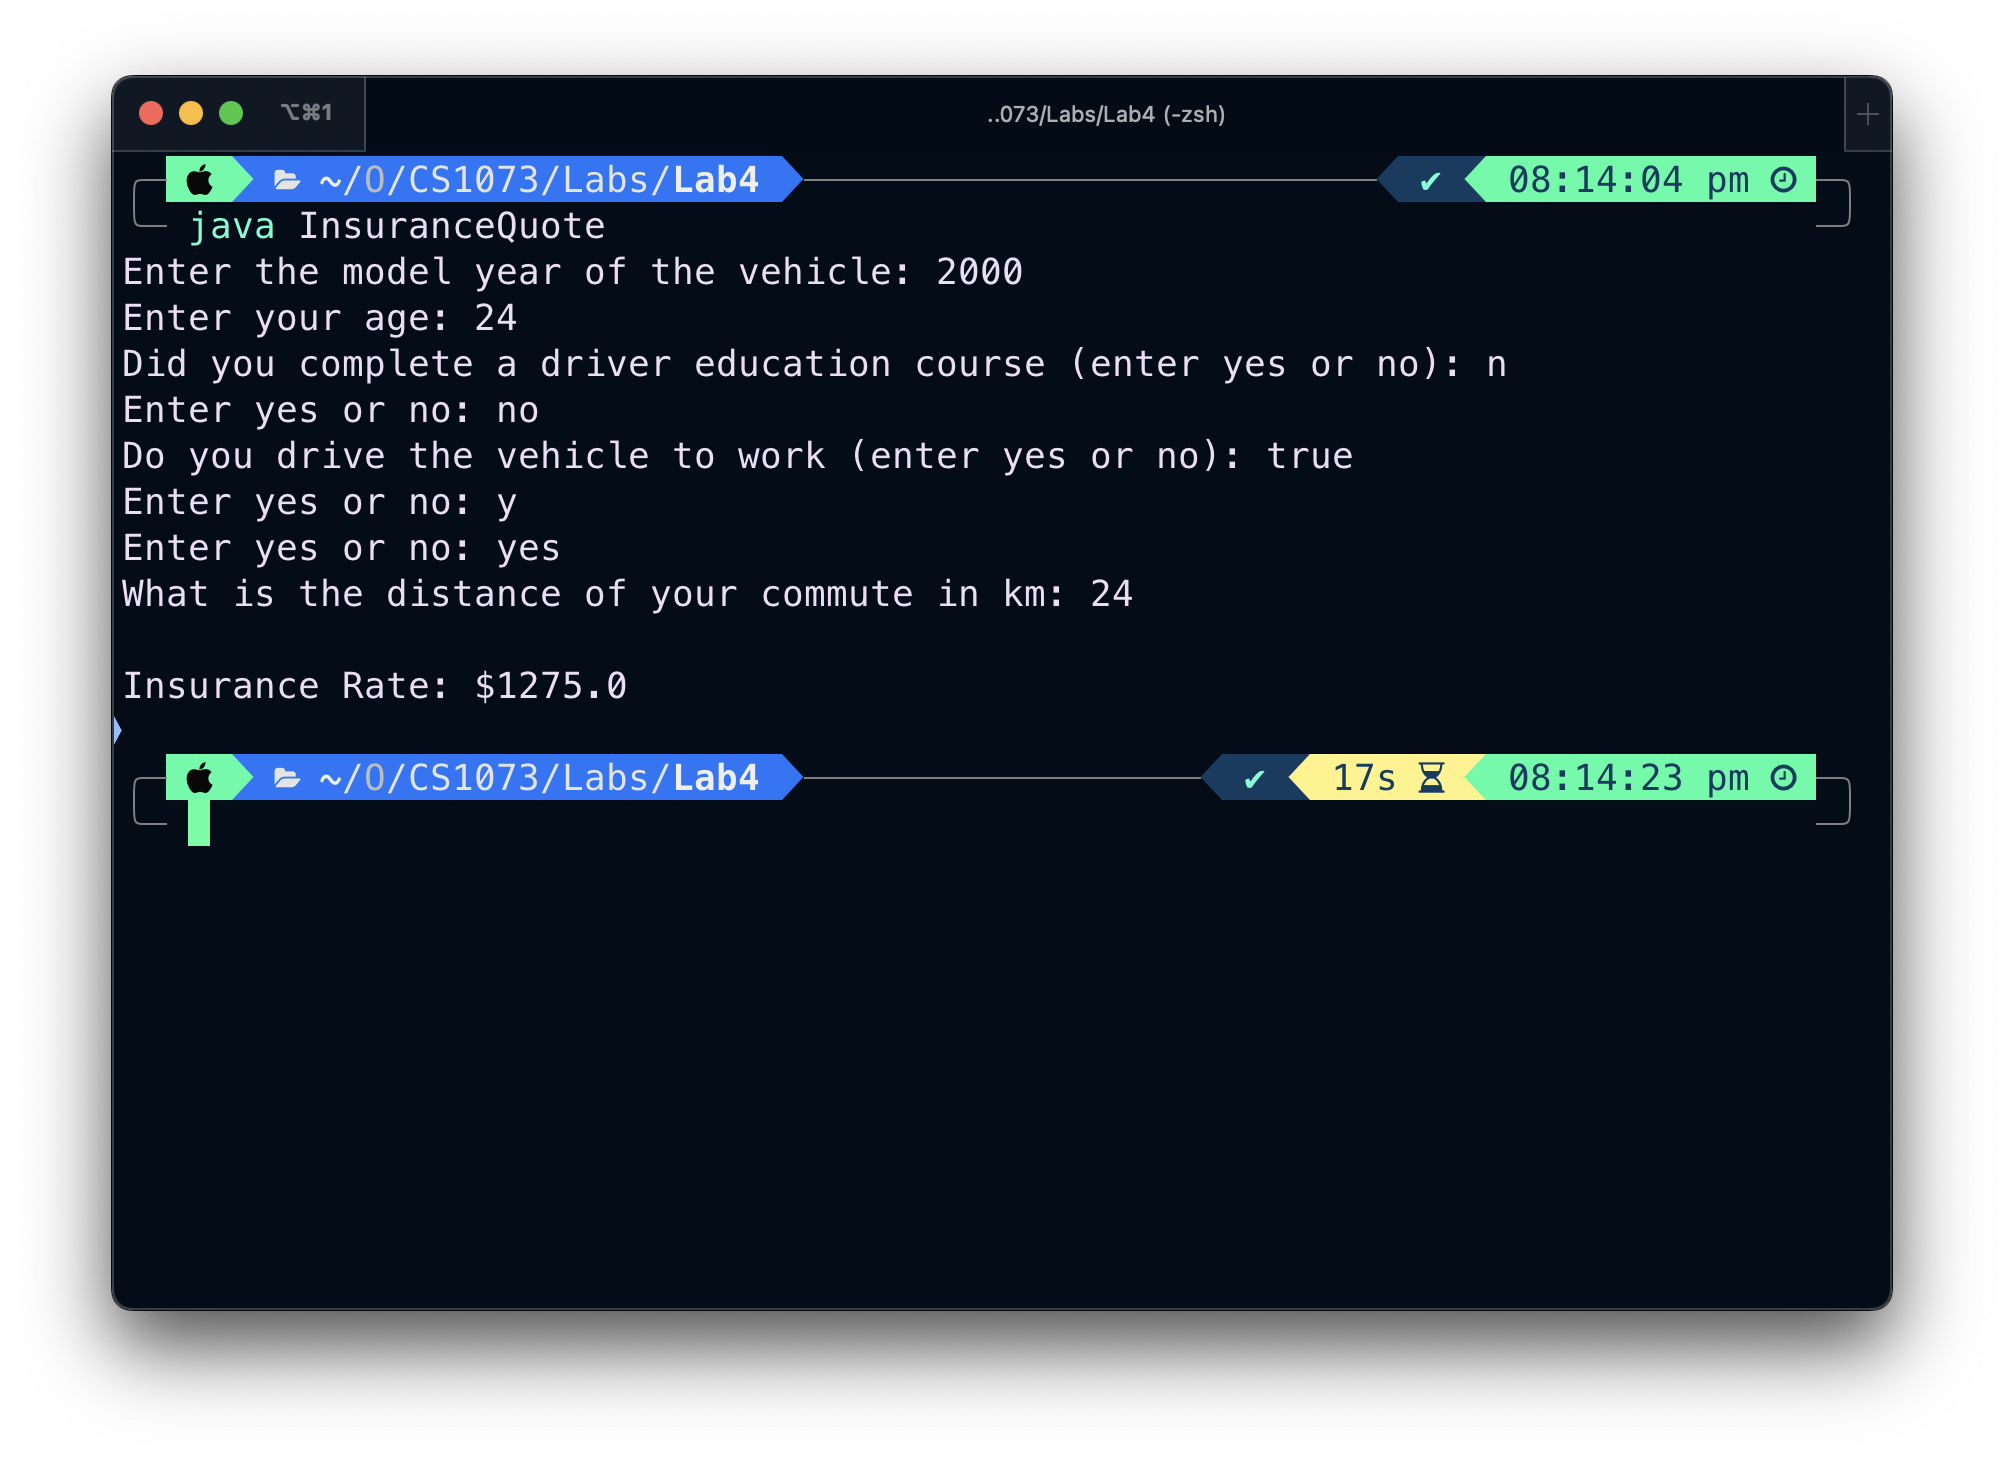 ⌥⌘1 ..073/Labs/Lab4 (-zsh)
~/O/CS1073/Labs/Lab4 ✔ 08:14:04 pm
java InsuranceQuote
Enter the model year of the vehicle: 2000
Enter your age: 24
Did you complete a driver education course (enter yes or no): n
Enter yes or no: no
Do you drive the vehicle to work (enter yes or no): true
Enter yes or no: y
Enter yes or no: yes
What is the distance of your commute in km: 24
Insurance Rate: $1275.0
~/O/CS1073/Labs/Lab4 ✔ 17s 08:14:23 pm